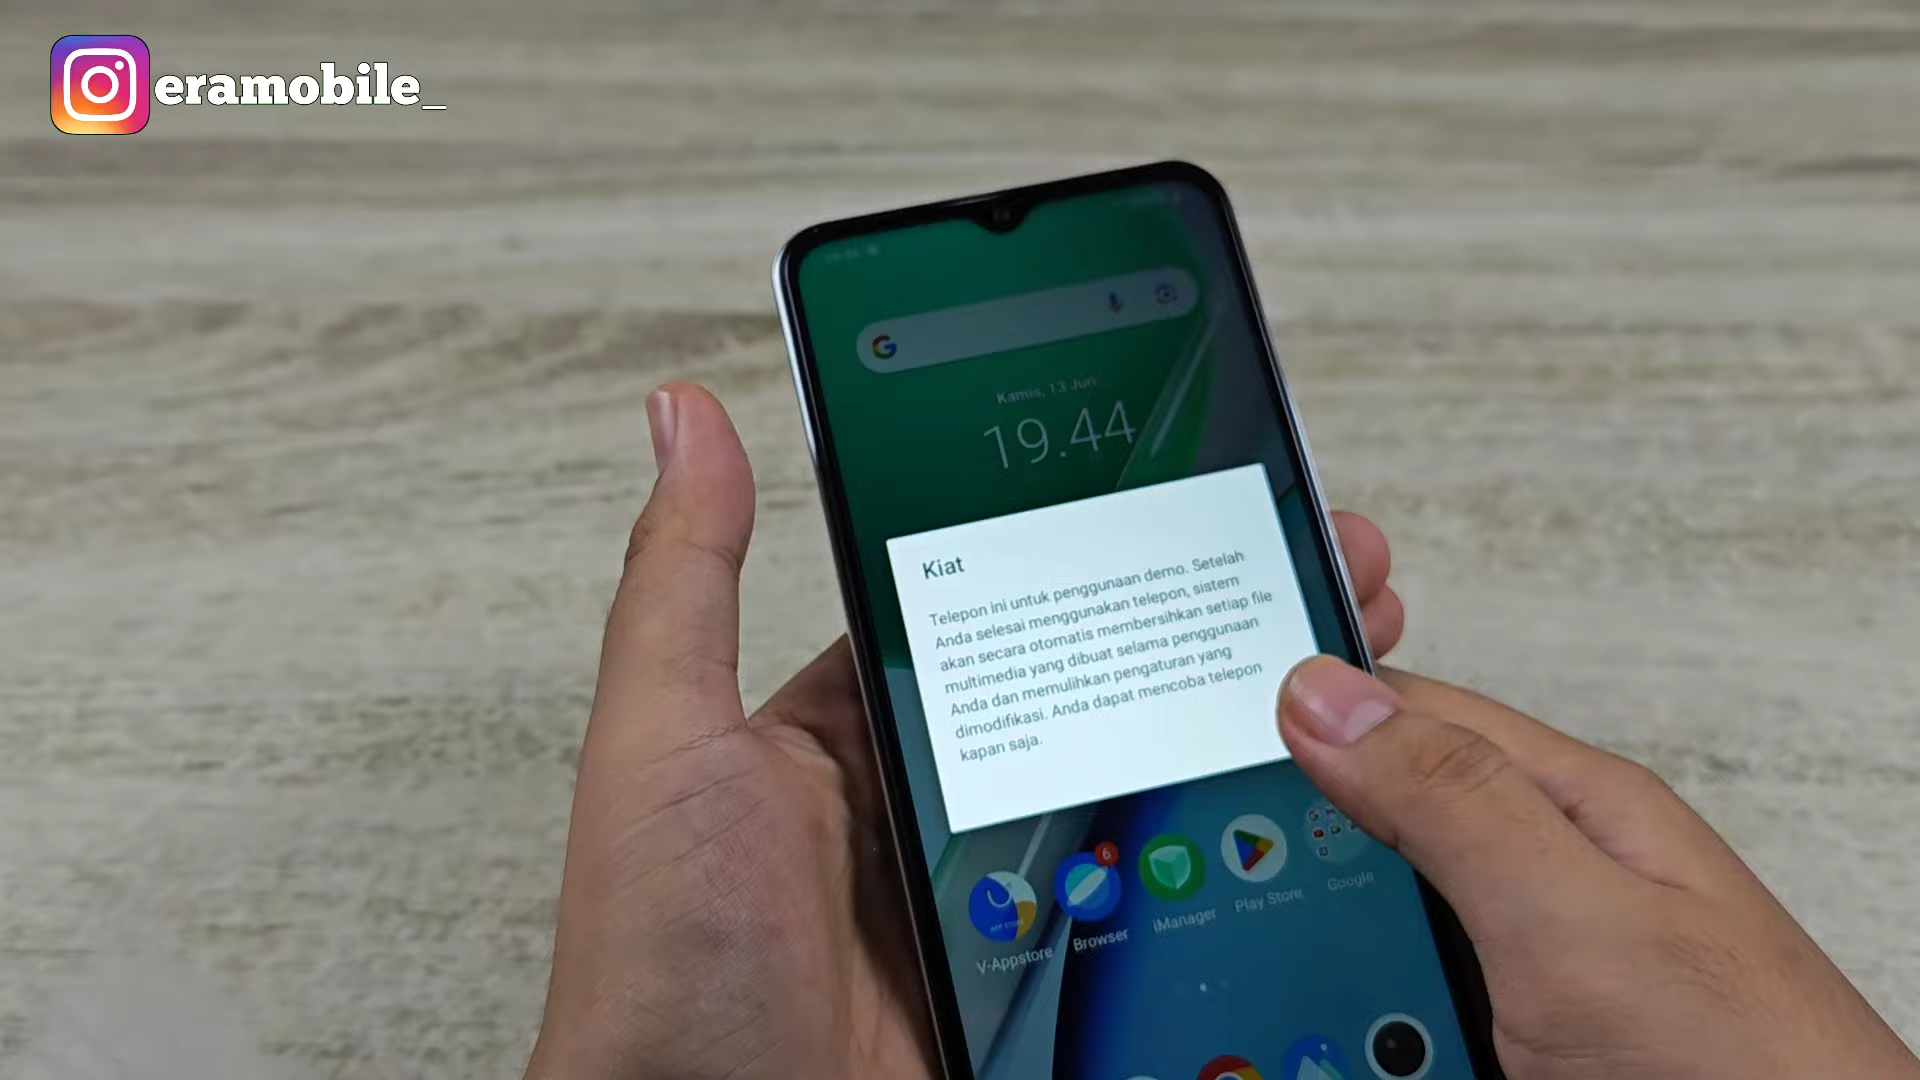 eramobile_
Kamis, 13 Jun
19.44
Kiat
Telepon ini untuk penggunaan demo. Setelah
Anda selesai menggunakan telepon, sistem
akan secara otomatis membersihkan setiap file
multimedia yang dibuat selama penggunaan
Anda dan memulihkan pengaturan yang
dimodifikasi. Anda dapat mencoba telepon
kapan saja.
6
V-Appstore
Browser
iManager
Play Store
Google